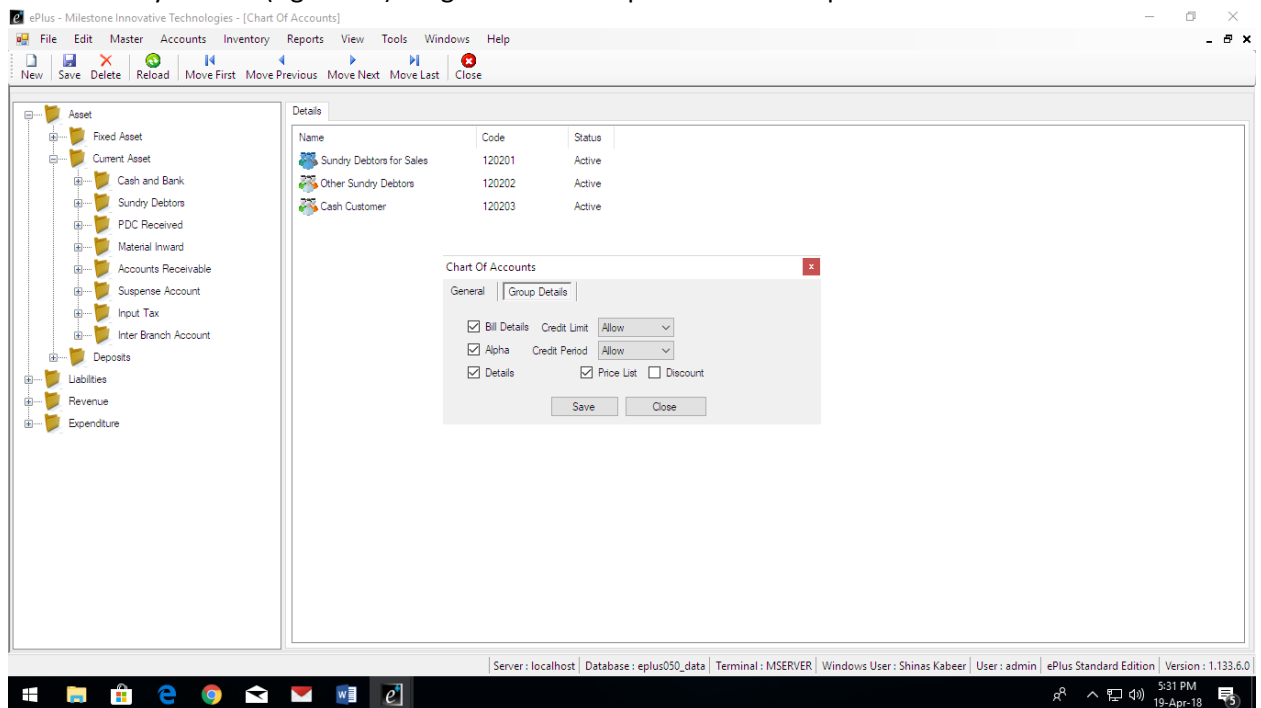 ePlus - Milestone Innovative Technologies - [Chart Of Accounts]
File Edit Master Accounts Inventory Reports View Tools Windows Help
New Save Delete Reload Move First Move Previous Move Next Move Last Close
Asset
Fixed Asset
Current Asset
Cash and Bank
Sundry Debtors
PDC Received
Material Inward
Accounts Receivable
Suspense Account
Input Tax
Inter Branch Account
Deposits
Liabilities
Revenue
Expenditure
Details
Name Code Status
Sundry Debtors for Sales 120201 Active
Other Sundry Debtors 120202 Active
Cash Customer 120203 Active
Chart Of Accounts
General Group Details
Bill Details Credit Limit Allow
Alpha Credit Period Allow
Details Price List Discount
Save Close
Server : localhost Database : eplus050_data Terminal : MSERVER Windows User : Shinas Kabeer User : admin ePlus Standard Edition Version : 1.133.6.0
5:31 PM
19-Apr-18
5